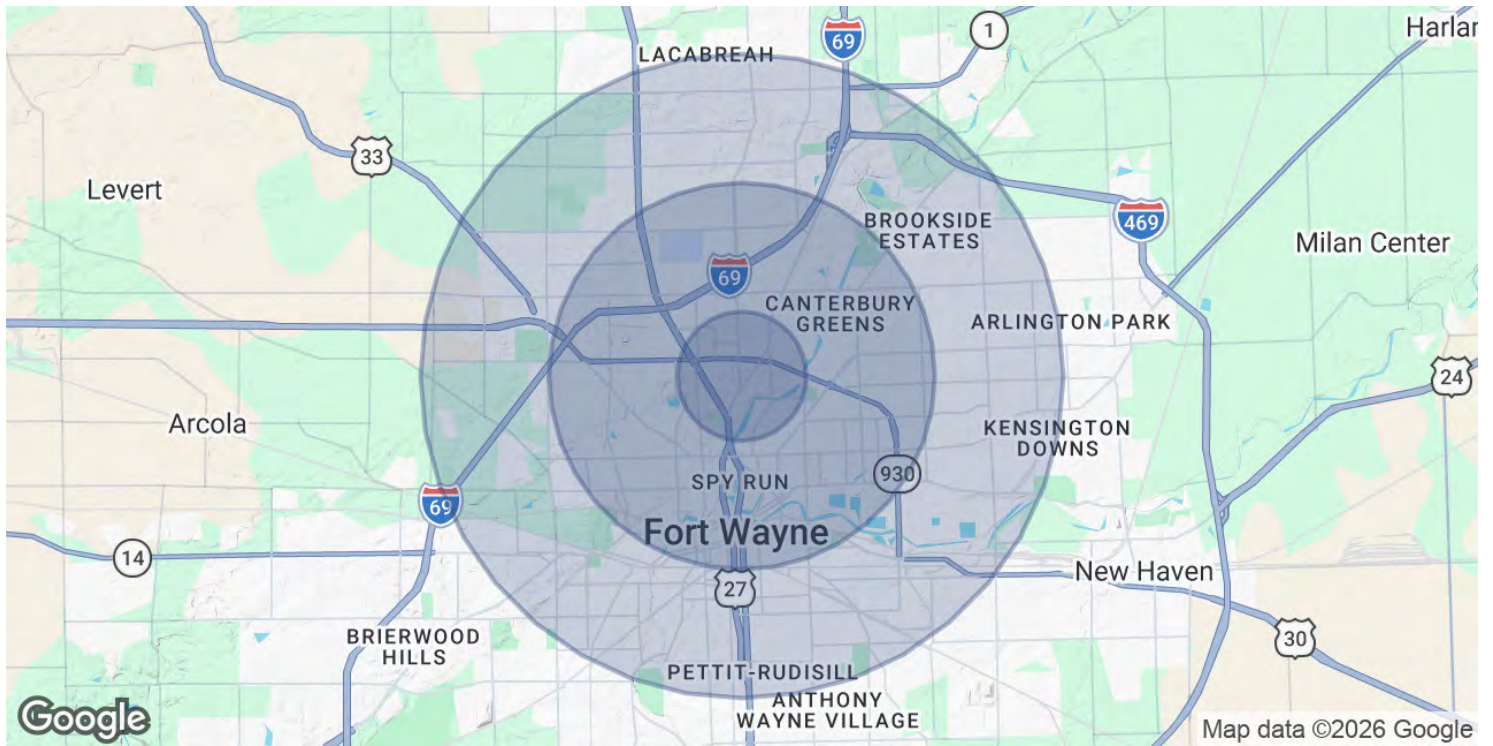 LACABREAH
69
1
Harlar
33
Levert
469
BROOKSIDE
ESTATES
Milan Center
69
CANTERBURY
GREENS
ARLINGTON PARK
24
Arcola
KENSINGTON
DOWNS
930
SPY RUN
69
Fort Wayne
14
New Haven
27
30
BRIERWOOD
HILLS
PETTIT-RUDISILL
ANTHONY
WAYNE VILLAGE
Google
Map data ©2026 Google